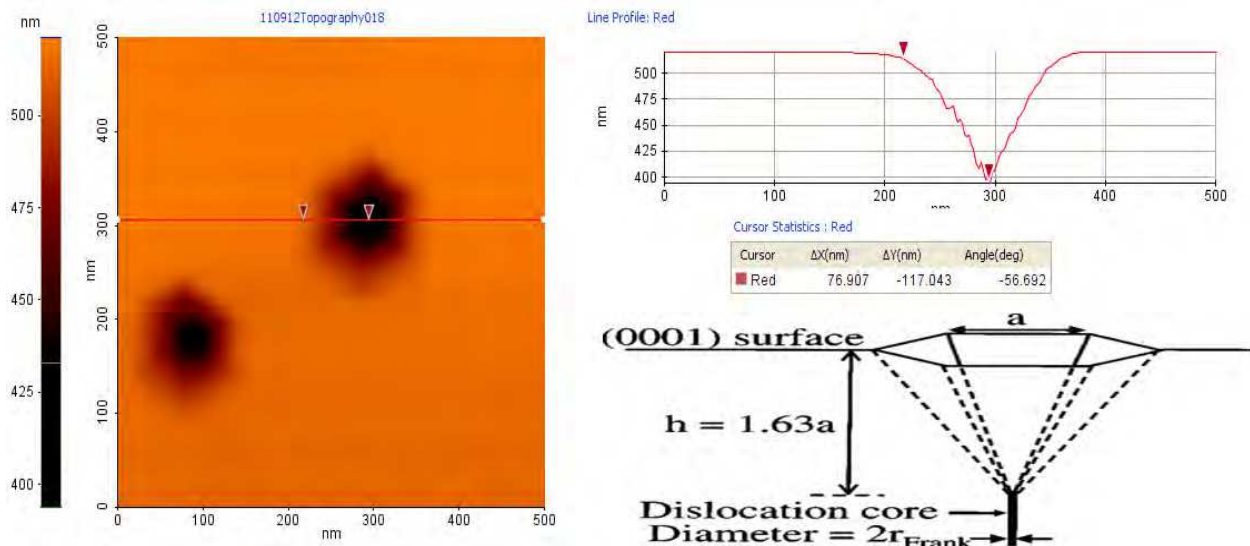 nm
110912Topography018
500
475
450
425
400
500
400
300
200
100
0
nm
0
100
200
300
400
500
nm
Line Profile: Red
500
475
450
425
400
nm
0
100
200
300
400
500
nm
Cursor Statistics : Red
Cursor ΔX(nm) ΔY(nm) Angle(deg)
Red 76.907 -117.043 -56.692
(0001) surface
a
h = 1.63a
Dislocation core
Diameter = 2rFrank